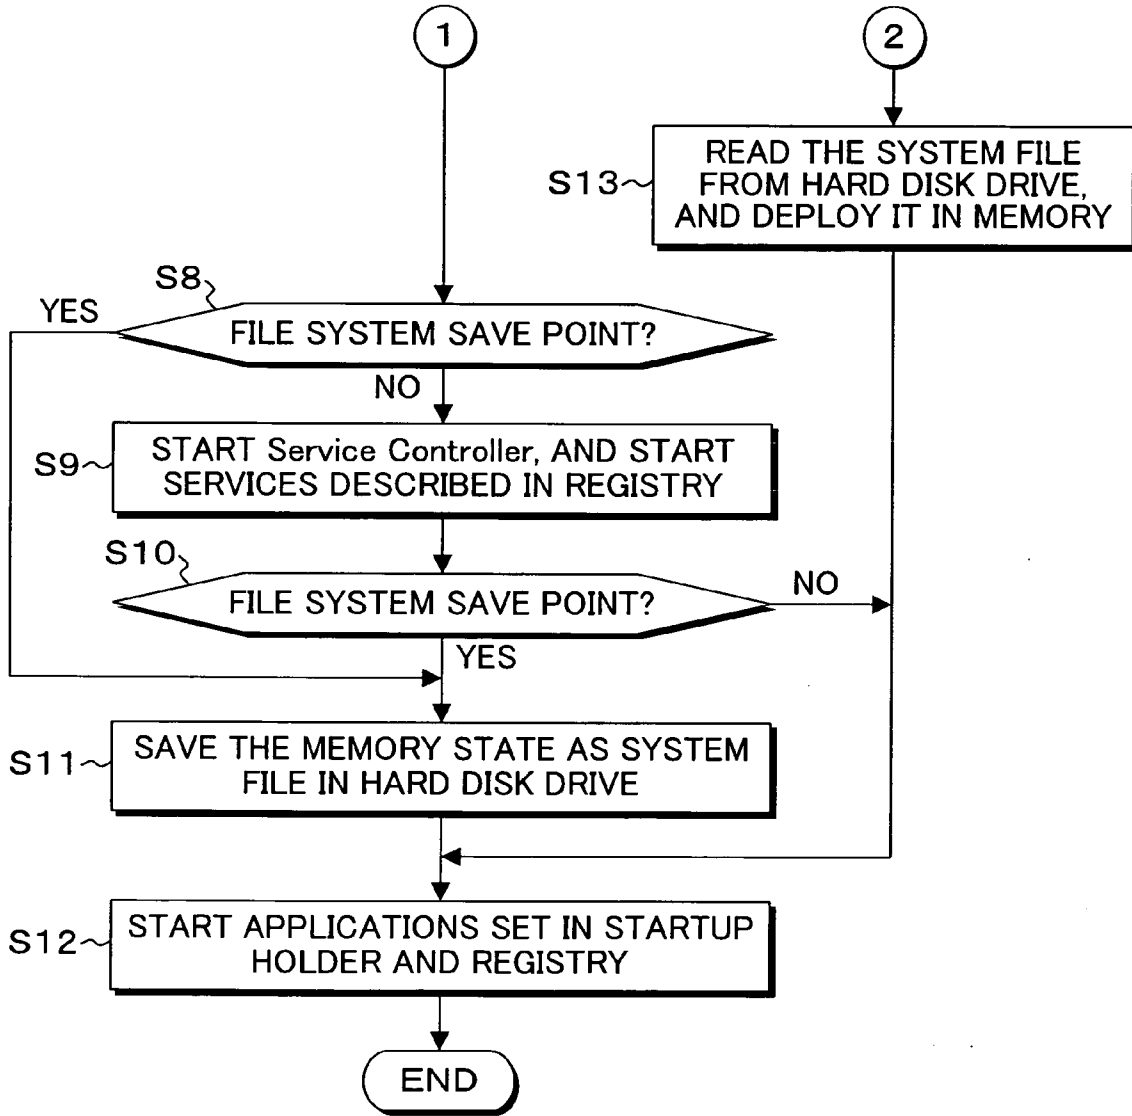 1
2
READ THE SYSTEM FILE
FROM HARD DISK DRIVE,
AND DEPLOY IT IN MEMORY
S13
S8
YES
FILE SYSTEM SAVE POINT?
NO
START Service Controller, AND START
SERVICES DESCRIBED IN REGISTRY
S9
S10
NO
FILE SYSTEM SAVE POINT?
YES
SAVE THE MEMORY STATE AS SYSTEM
FILE IN HARD DISK DRIVE
S11
START APPLICATIONS SET IN STARTUP
HOLDER AND REGISTRY
S12
END